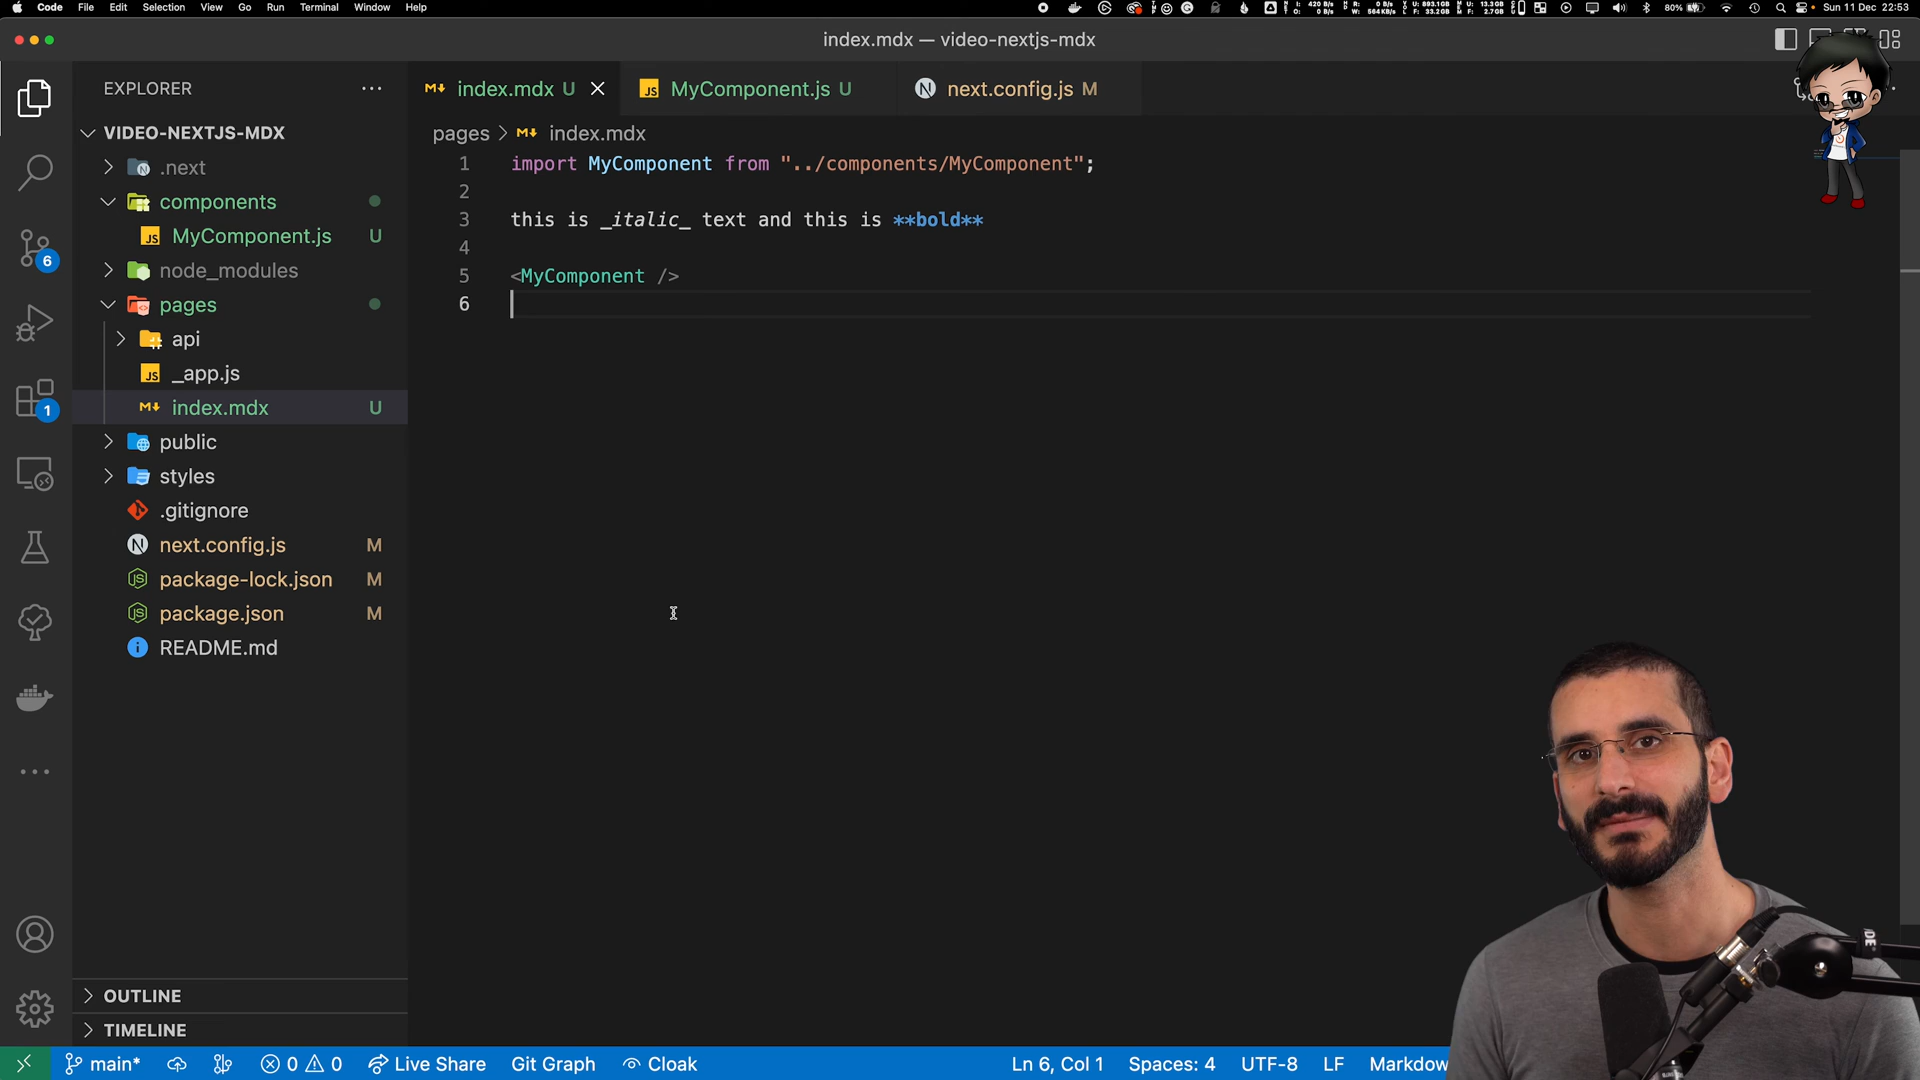 Code File Edit Selection View Go Run Terminal Window Help
80% Sun 11 Dec 22:53
index.mdx — video-nextjs-mdx
EXPLORER
index.mdx U
MyComponent.js U
next.config.js M
VIDEO-NEXTJS-MDX
.next
components
MyComponent.js U
node_modules
pages
api
_app.js
index.mdx U
public
styles
.gitignore
next.config.js M
package-lock.json M
package.json M
README.md
OUTLINE
TIMELINE
6
1
pages > index.mdx
1 import MyComponent from "../components/MyComponent";
2
3 this is _italic_ text and this is **bold**
4
5 <MyComponent />
6
main* 0 0 Live Share Git Graph Cloak
Ln 6, Col 1 Spaces: 4 UTF-8 LF Markdow